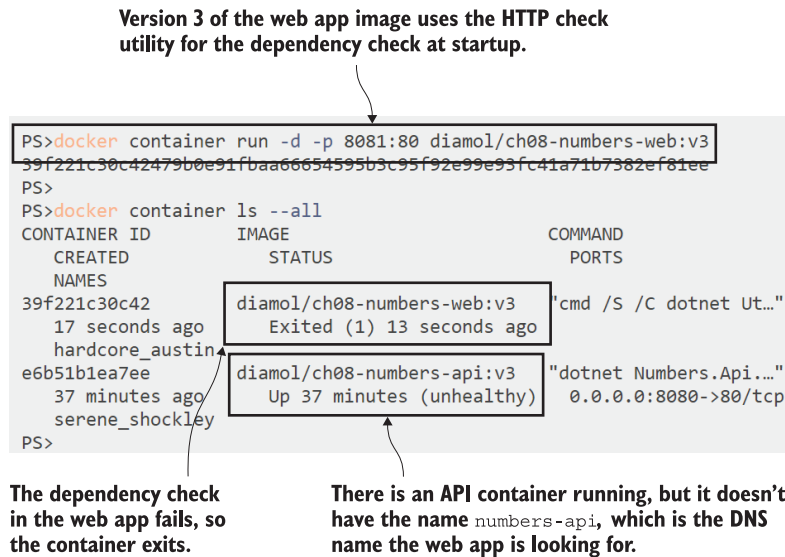 Version 3 of the web app image uses the HTTP check
utility for the dependency check at startup.
PS>docker container run -d -p 8081:80 diamol/ch08-numbers-web:v3
39f221c30c42479b0e91fbaa66654595b3c95f92e99e93fc41a71b7382ef81ee
PS>
PS>docker container ls --all
CONTAINER ID IMAGE COMMAND
CREATED STATUS PORTS
NAMES
39f221c30c42 diamol/ch08-numbers-web:v3 "cmd /S /C dotnet Ut…"
17 seconds ago Exited (1) 13 seconds ago
hardcore_austin
e6b51b1ea7ee diamol/ch08-numbers-api:v3 "dotnet Numbers.Api.…"
37 minutes ago Up 37 minutes (unhealthy) 0.0.0.0:8080->80/tcp
serene_shockley
PS>
The dependency check
in the web app fails, so
the container exits.
There is an API container running, but it doesn't
have the name numbers-api, which is the DNS
name the web app is looking for.